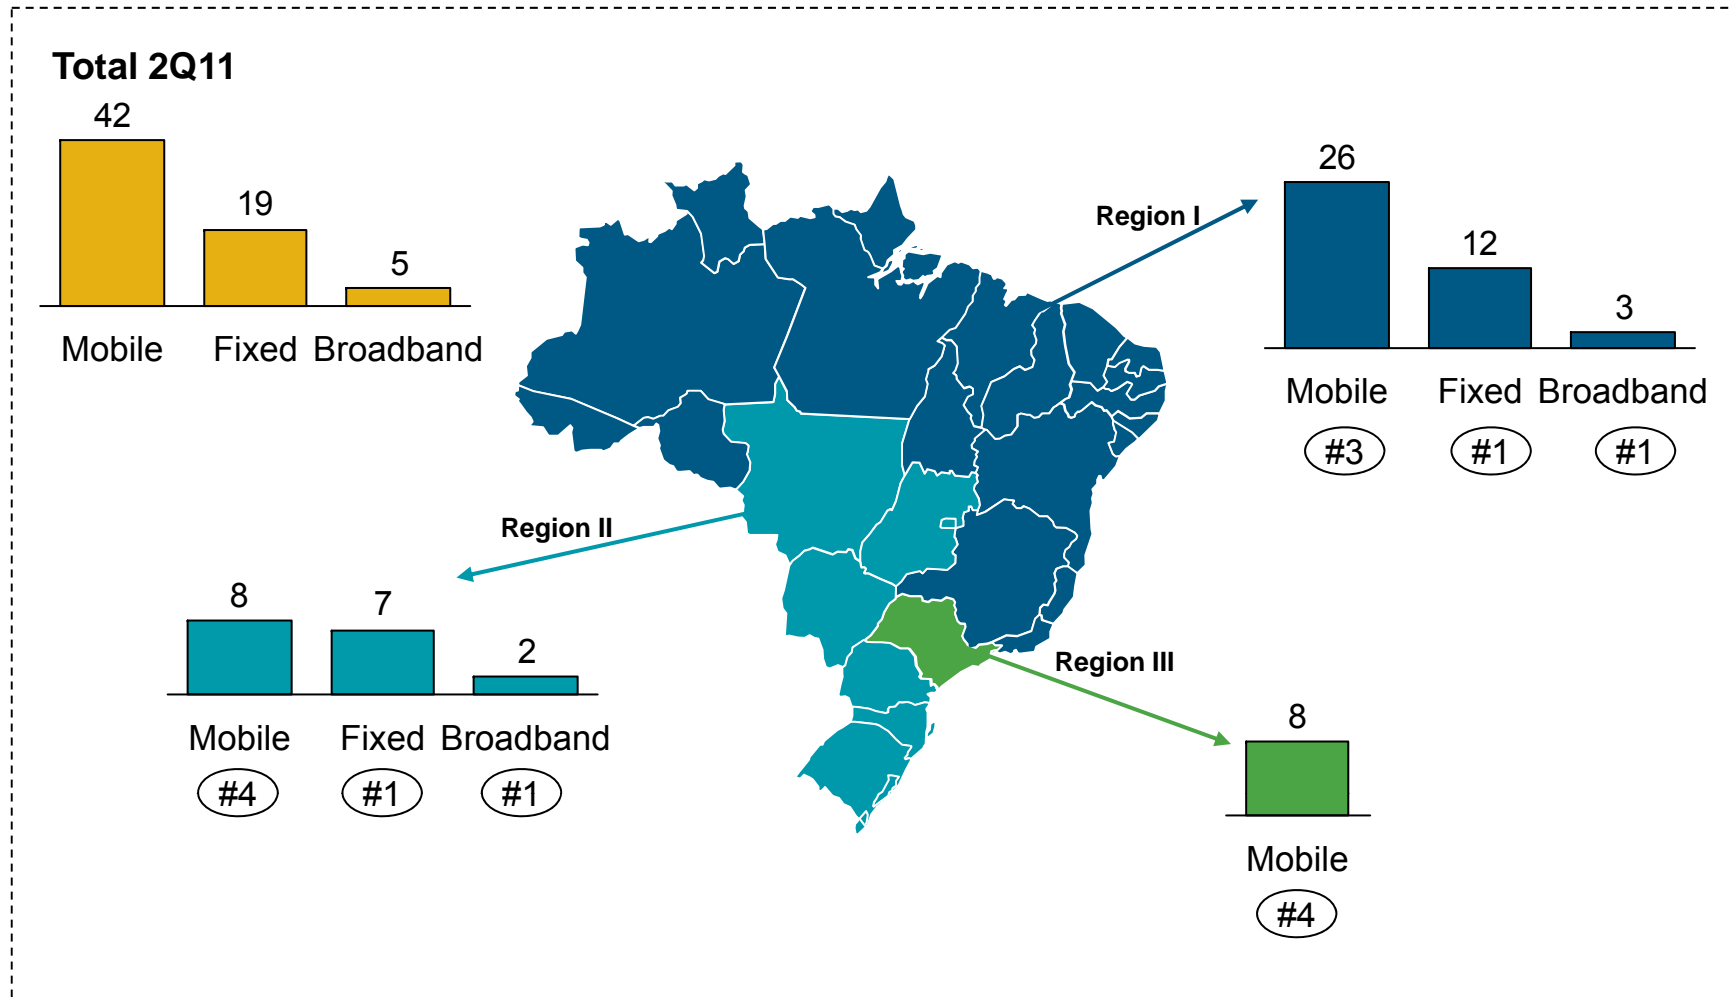 Total 2Q11
42
19
5
Mobile Fixed Broadband
Region I
26
12
3
Mobile Fixed Broadband
#3 #1 #1
Region II
8
7
2
Mobile Fixed Broadband
#4 #1 #1
Region III
8
Mobile
#4